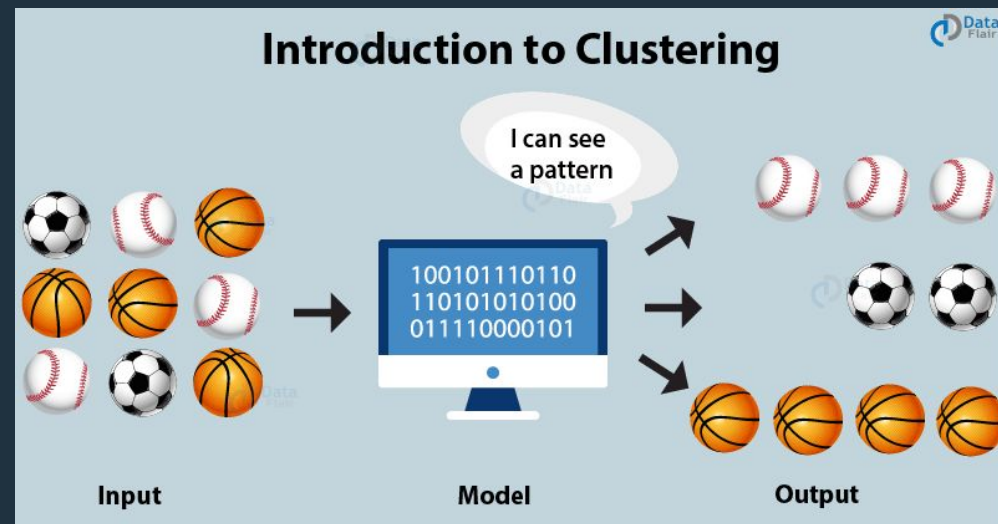 Introduction to Clustering
Data
Flair
I can see
a pattern
100101110110
110101010100
011110000101
Input
Model
Output